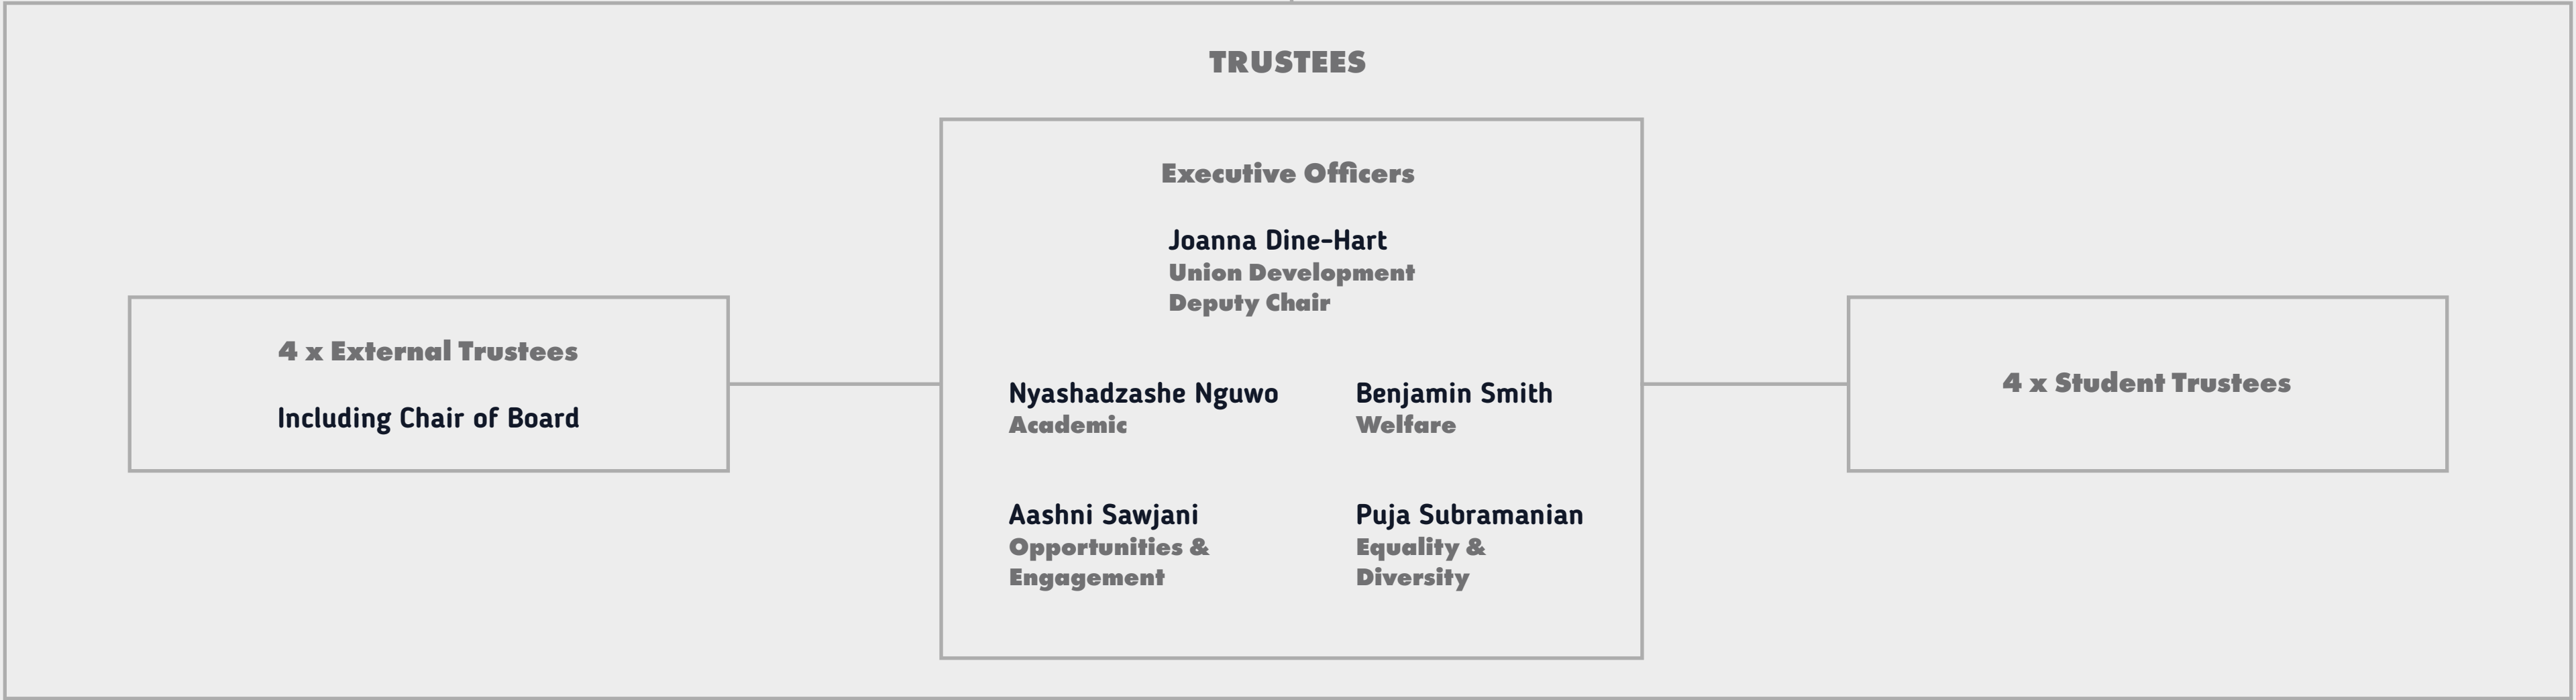 TRUSTEES
Executive Officers
Joanna Dine-Hart
Union Development
Deputy Chair
4 x External Trustees
Including Chair of Board
Nyashadzashe Nguwo
Academic
Benjamin Smith
Welfare
Aashni Sawjani
Opportunities &
Engagement
Puja Subramanian
Equality &
Diversity
4 x Student Trustees